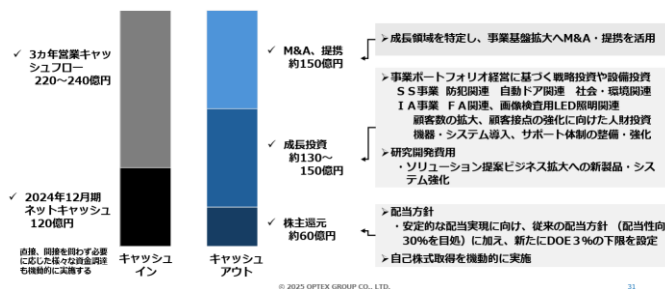 ✓ 3カ年営業キャッ
シュフロー
220～240億円
✓ 2024年12月期
ネットキャッシュ
120億円
直接、間接を問わず必要
に応じた様々な資金調達
も機動的に実施する
キャッシュ
イン
キャッシュ
アウト
✓ M&A、提携
約150億円
✓ 成長投資
約130～
150億円
✓ 株主還元
約60億円
➢成長領域を特定し、事業基盤拡大へM&A・提携を活用
➢事業ポートフォリオ経営に基づく戦略投資や設備投資
ＳＳ事業 防犯関連 自動ドア関連 社会・環境関連
ＩＡ事業 ＦＡ関連、画像検査用LED照明関連
顧客数の拡大、顧客接点の強化に向けた人財投資
機器・システム導入、サポート体制の整備・強化
➢研究開発費用
・ソリューション提案ビジネス拡大への新製品・シス
テム強化
➢配当方針
・安定的な配当実現に向け、従来の配当方針（配当性向
30%を目処）に加え、新たにDOE３%の下限を設定
➢自己株式取得を機動的に実施
© 2025 OPTEX GROUP CO., LTD.
31